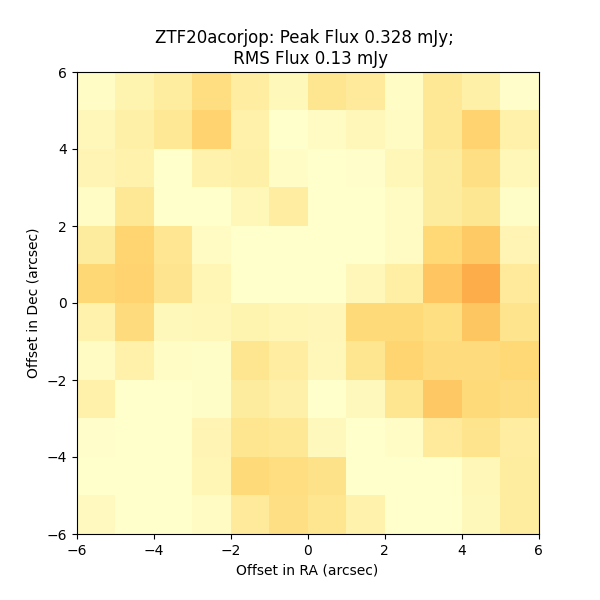 ZTF20acorjop: Peak Flux 0.328 mJy;
RMS Flux 0.13 mJy
6
4
2
0
−2
−4
−6
Offset in Dec (arcsec)
−6 −4 −2 0 2 4 6
Offset in RA (arcsec)